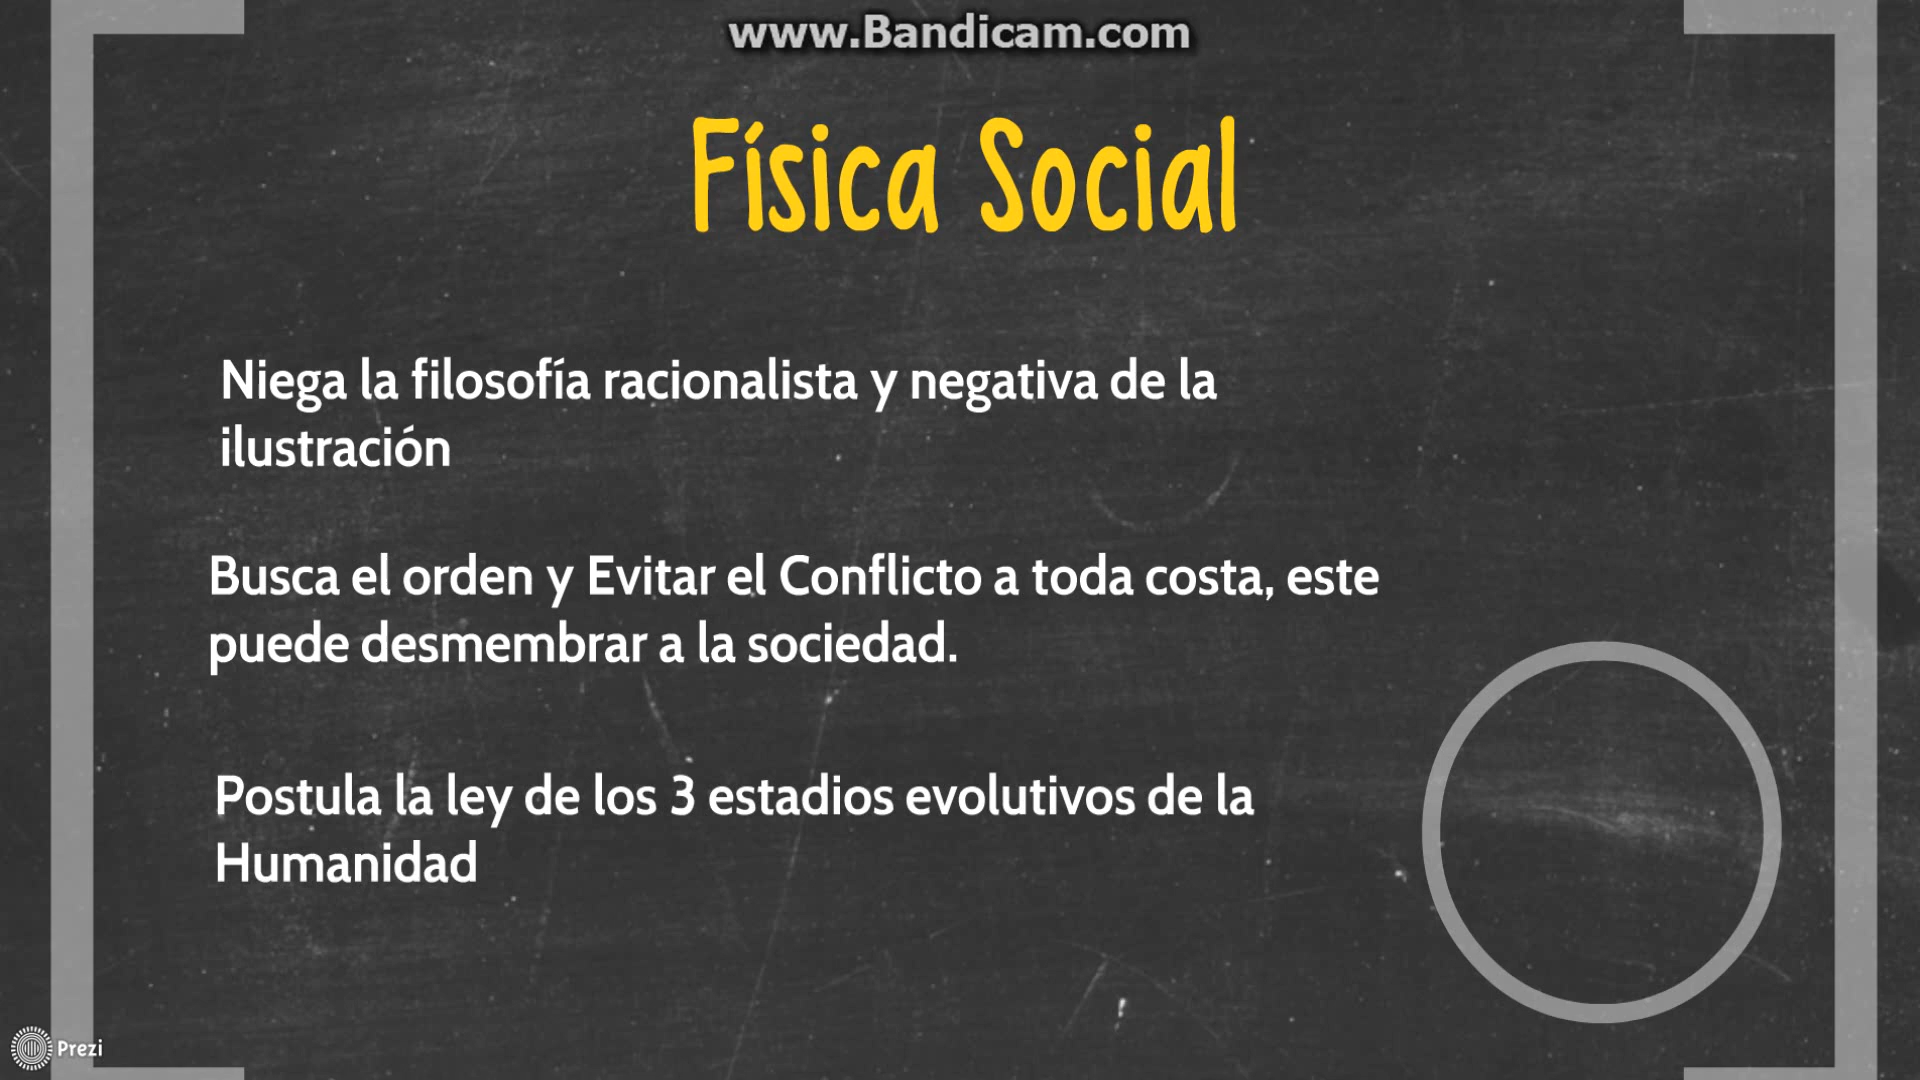 www.Bandicam.com
Física Social
Niega la filosofía racionalista y negativa de la
ilustración
Busca el orden y Evitar el Conflicto a toda costa, este
puede desmembrar a la sociedad.
Postula la ley de los 3 estadios evolutivos de la
Humanidad
Prezi